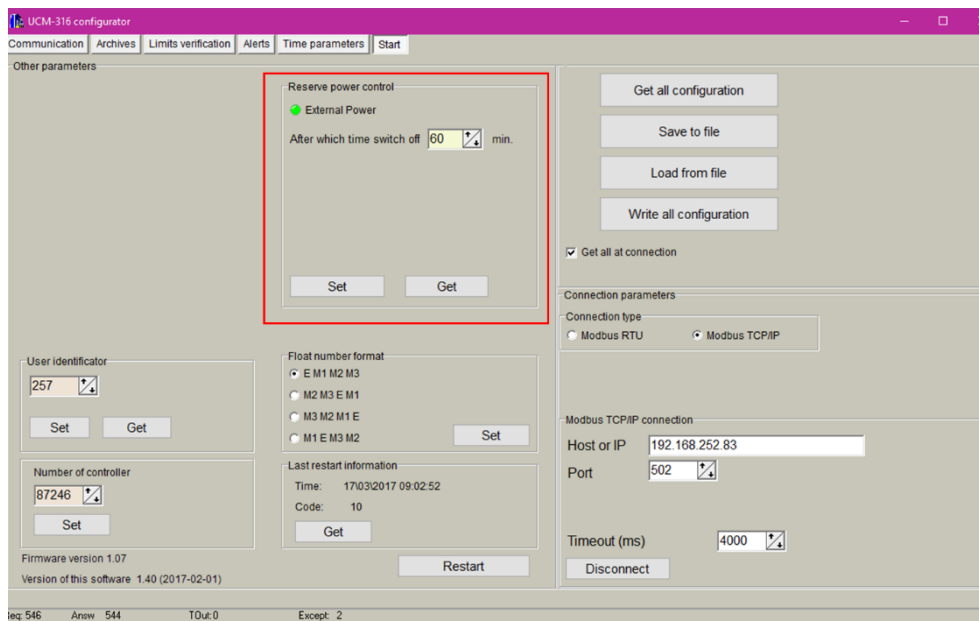 UCM-316 configurator
Communication Archives Limits verification Alerts Time parameters Start
Other parameters
Reserve power control
External Power
After which time switch off 60 min.
Set Get
User identificator
257
Set Get
Number of controller
87246
Set
Firmware version 1.07
Version of this software 1.40 (2017-02-01)
Float number format
E M1 M2 M3
M2 M3 E M1
M3 M2 M1 E
M1 E M3 M2
Set
Last restart information
Time: 17\03\2017 09:02:52
Code: 10
Get
Restart
Get all configuration
Save to file
Load from file
Write all configuration
Get all at connection
Connection parameters
Connection type
Modbus RTU Modbus TCP/IP
Modbus TCP/IP connection
Host or IP 192.168.252.83
Port 502
Timeout (ms) 4000
Disconnect
546 Answ 544 TOut: 0 Except: 2